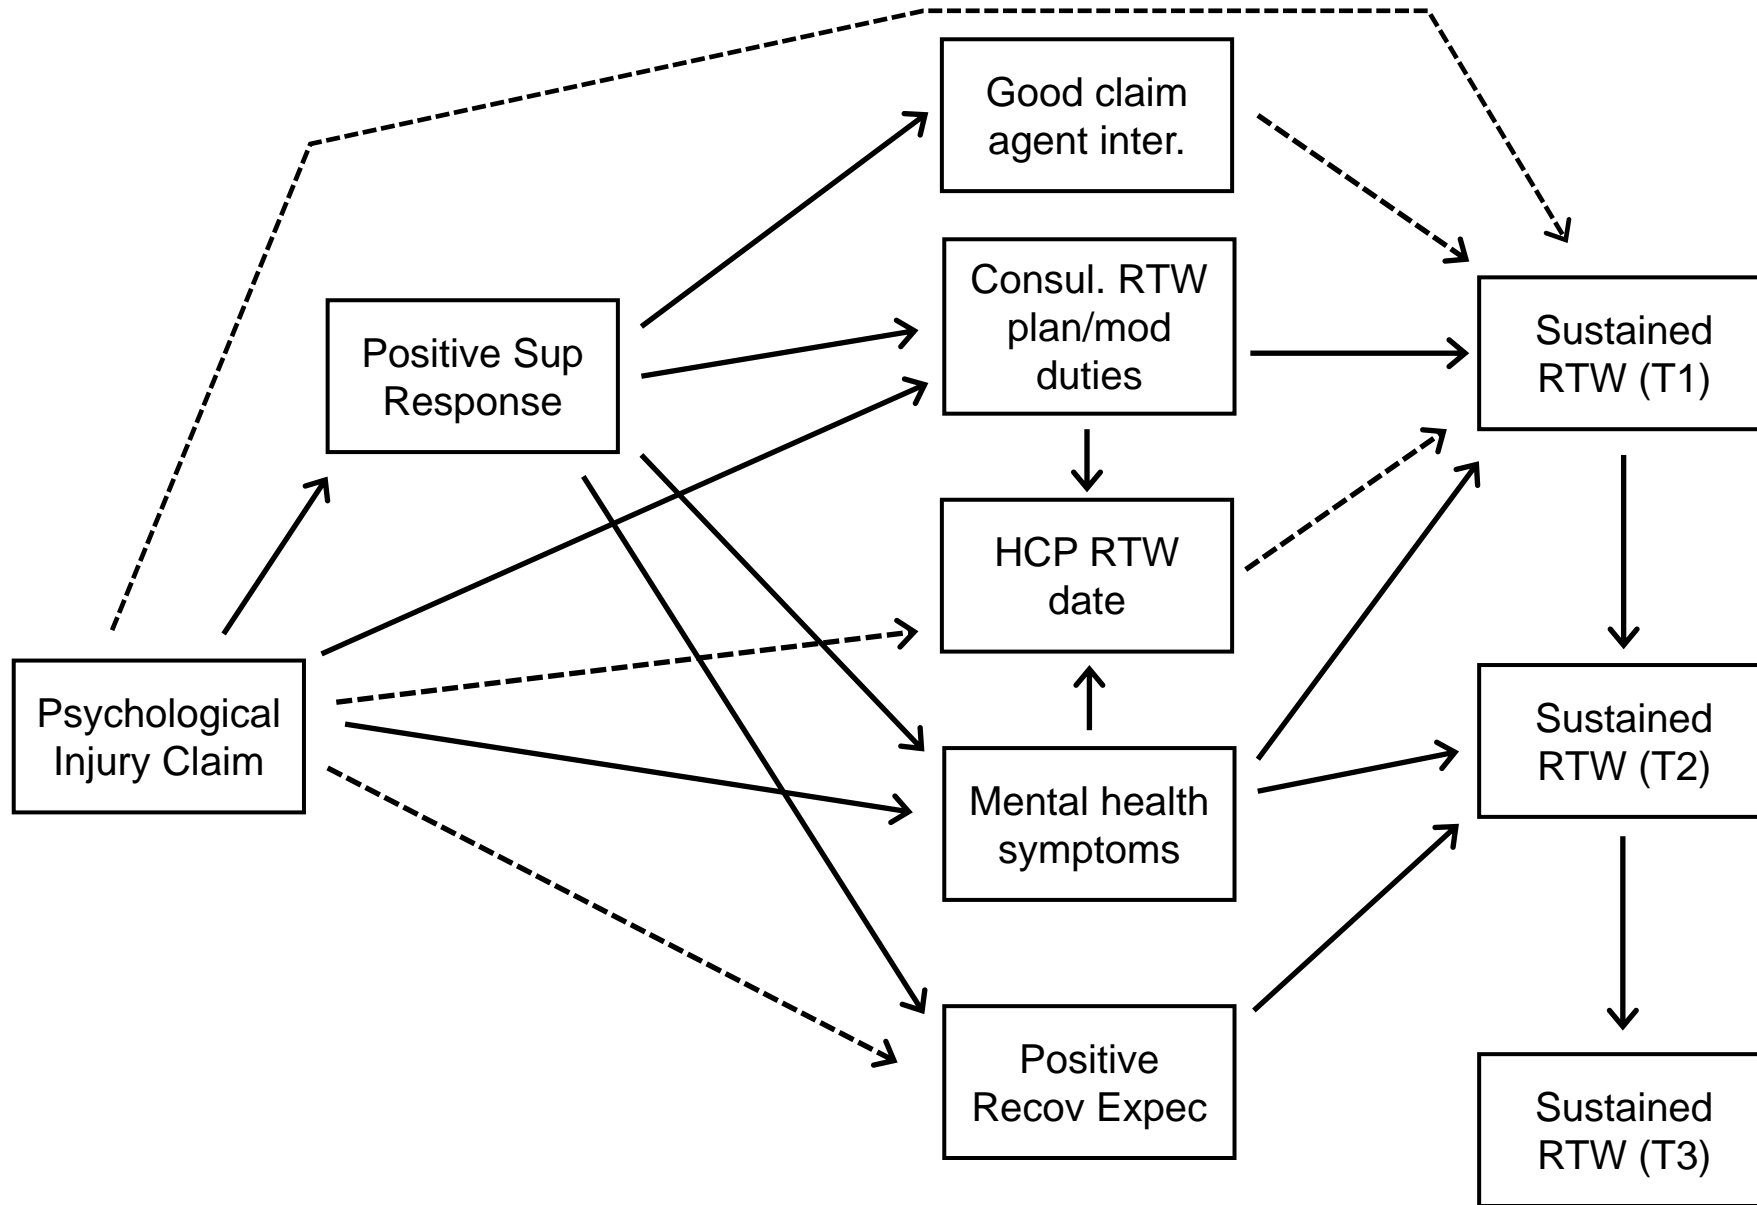 Good claim
agent inter.
Consul. RTW
plan/mod
duties
Sustained
RTW (T1)
Positive Sup
Response
HCP RTW
date
Psychological
Injury Claim
Sustained
RTW (T2)
Mental health
symptoms
Positive
Recov Expec
Sustained
RTW (T3)